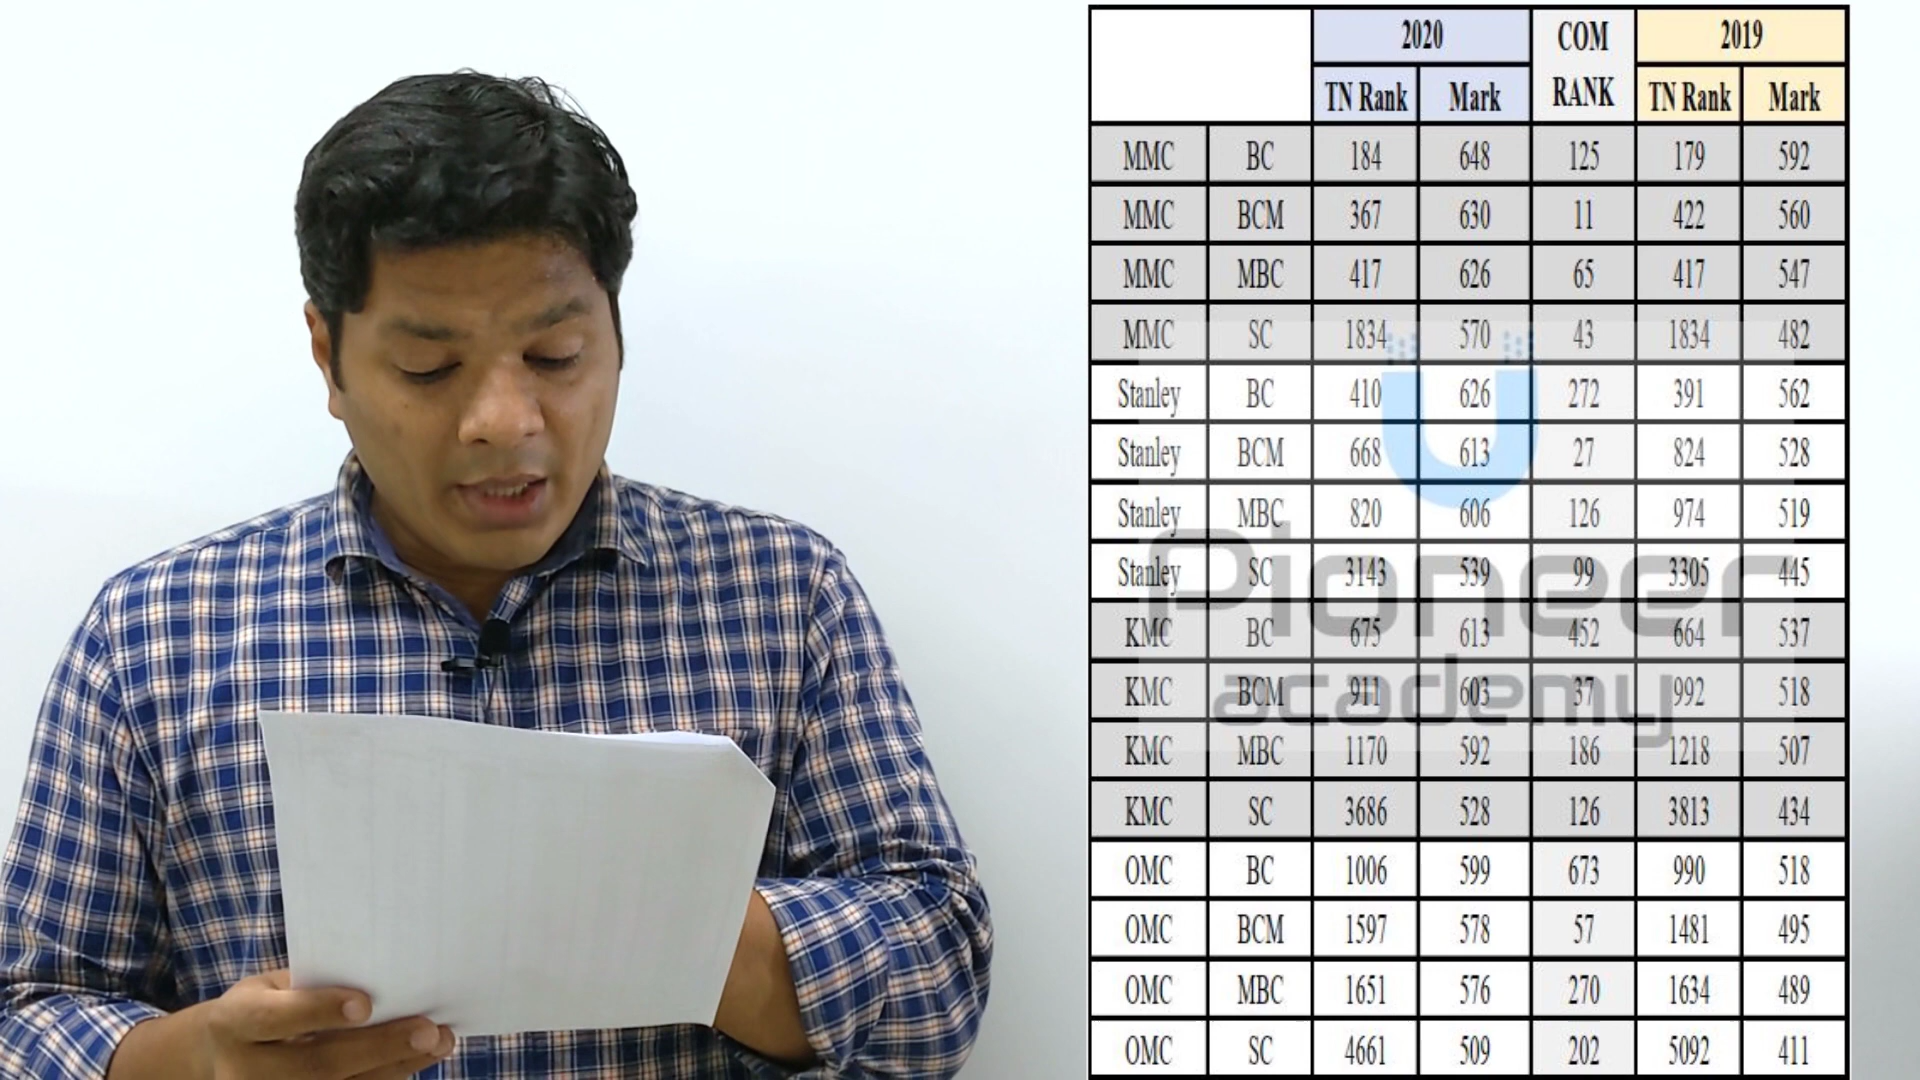 2020 COM RANK 2019
TN Rank Mark TN Rank Mark
MMC BC 184 648 125 179 592
MMC BCM 367 630 11 422 560
MMC MBC 417 626 65 417 547
MMC SC 1834 570 43 1834 482
Stanley BC 410 626 272 391 562
Stanley BCM 668 613 27 824 528
Stanley MBC 820 606 126 974 519
Stanley SC 3143 539 99 3305 445
KMC BC 675 613 452 664 537
KMC BCM 911 603 37 992 518
KMC MBC 1170 592 186 1218 507
KMC SC 3686 528 126 3813 434
OMC BC 1006 599 673 990 518
OMC BCM 1597 578 57 1481 495
OMC MBC 1651 576 270 1634 489
OMC SC 4661 509 202 5092 411
Pioneer
academy